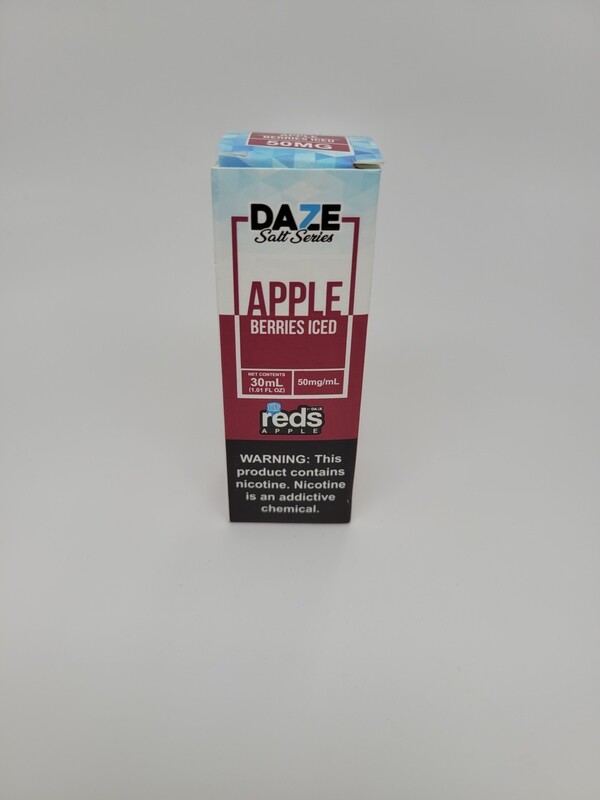 BERRIES ICED
50MG
DAZE
Salt Series
APPLE
BERRIES ICED
NET CONTENTS
30mL
(1.01 FL OZ)
50mg/mL
reds
APPLE
WARNING: This
product contains
nicotine. Nicotine
is an addictive
chemical.